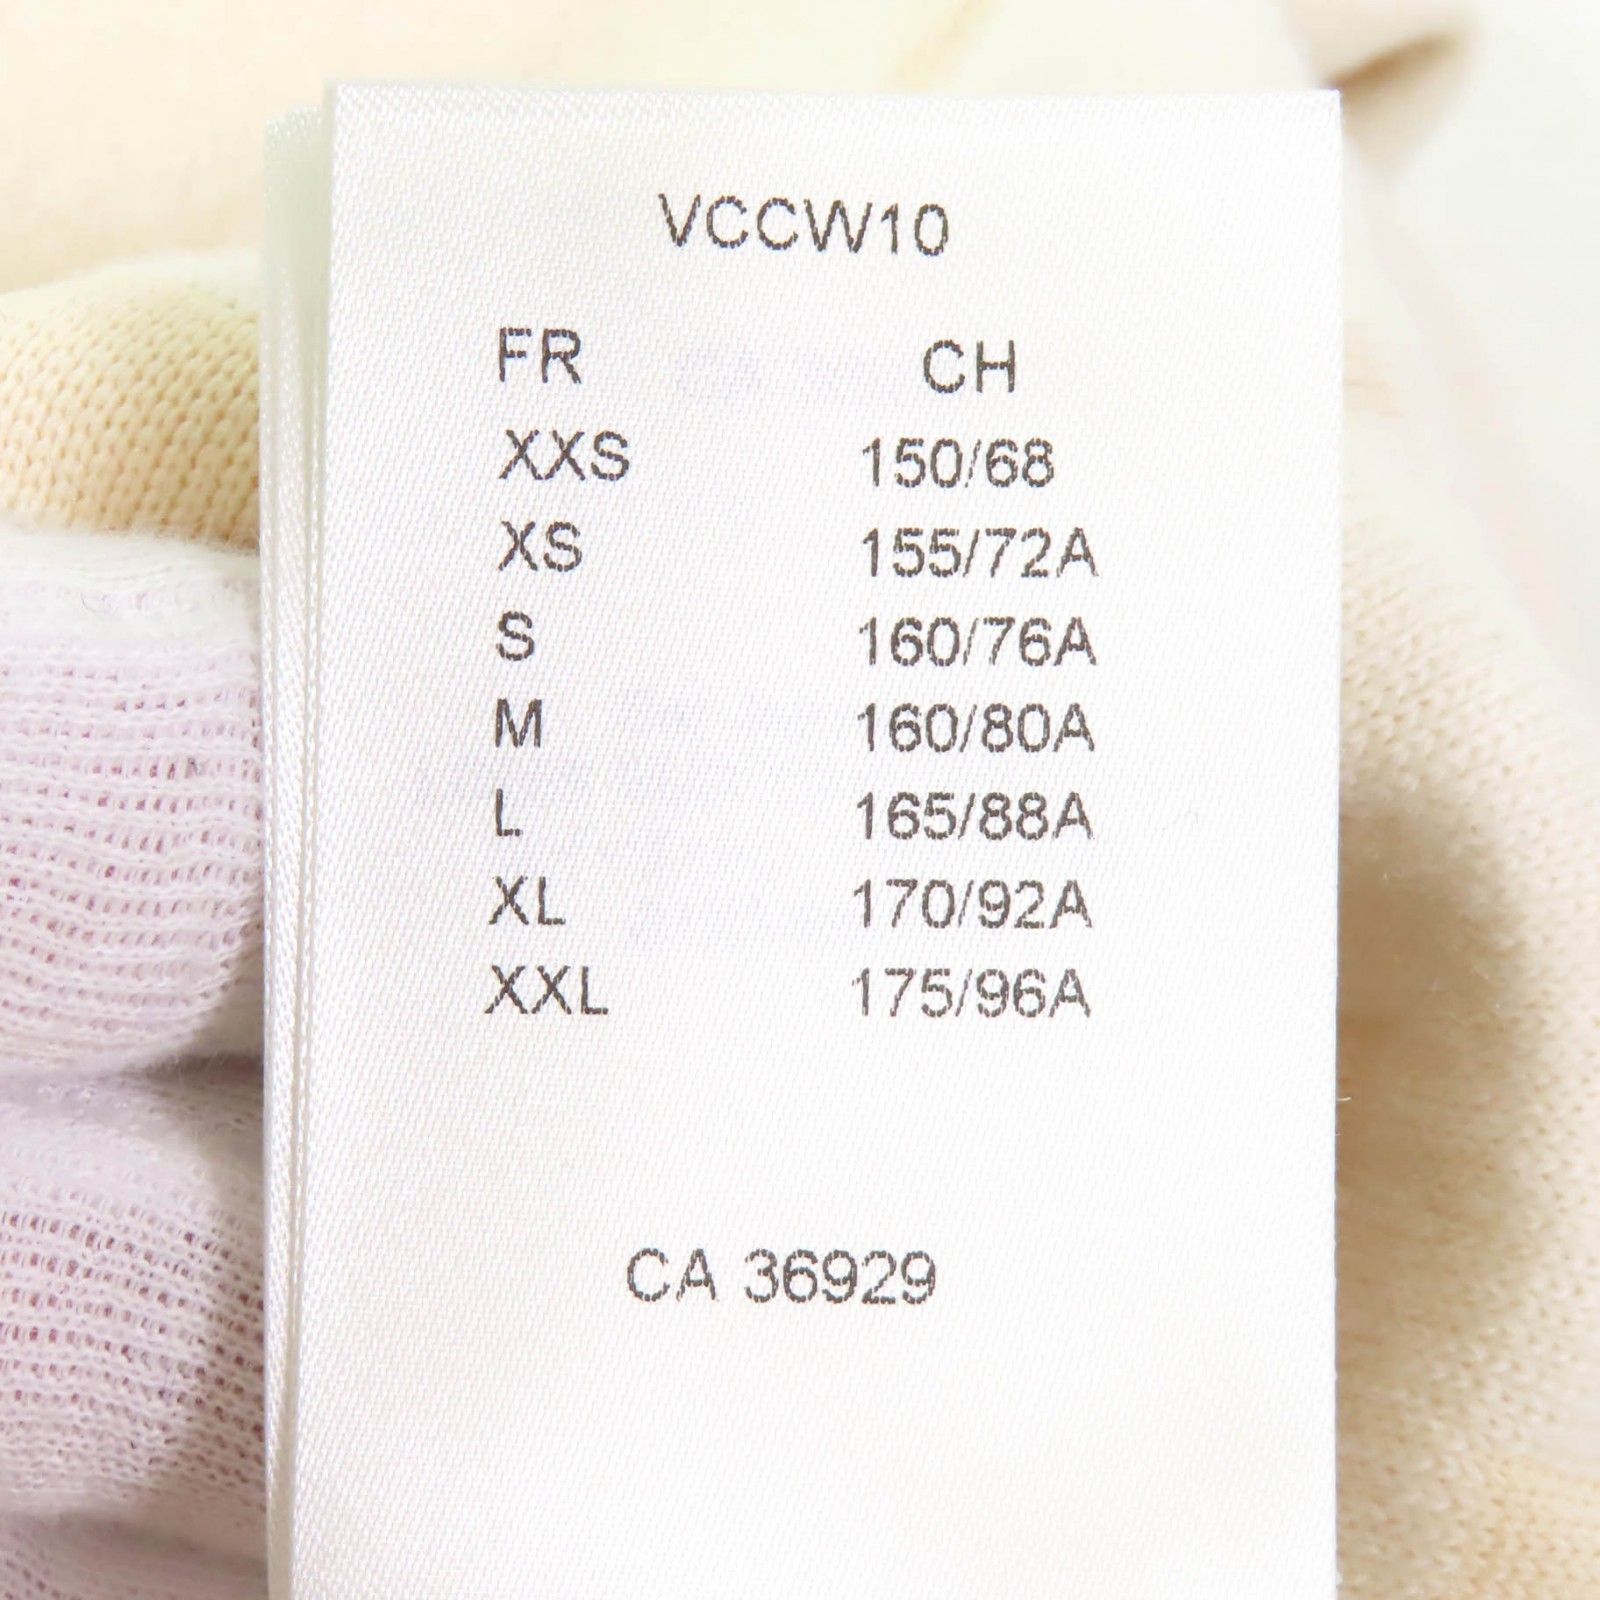 VCCW10
FR CH
XXS 150/68
XS 155/72A
S 160/76A
M 160/80A
L 165/88A
XL 170/92A
XXL 175/96A
CA 36929